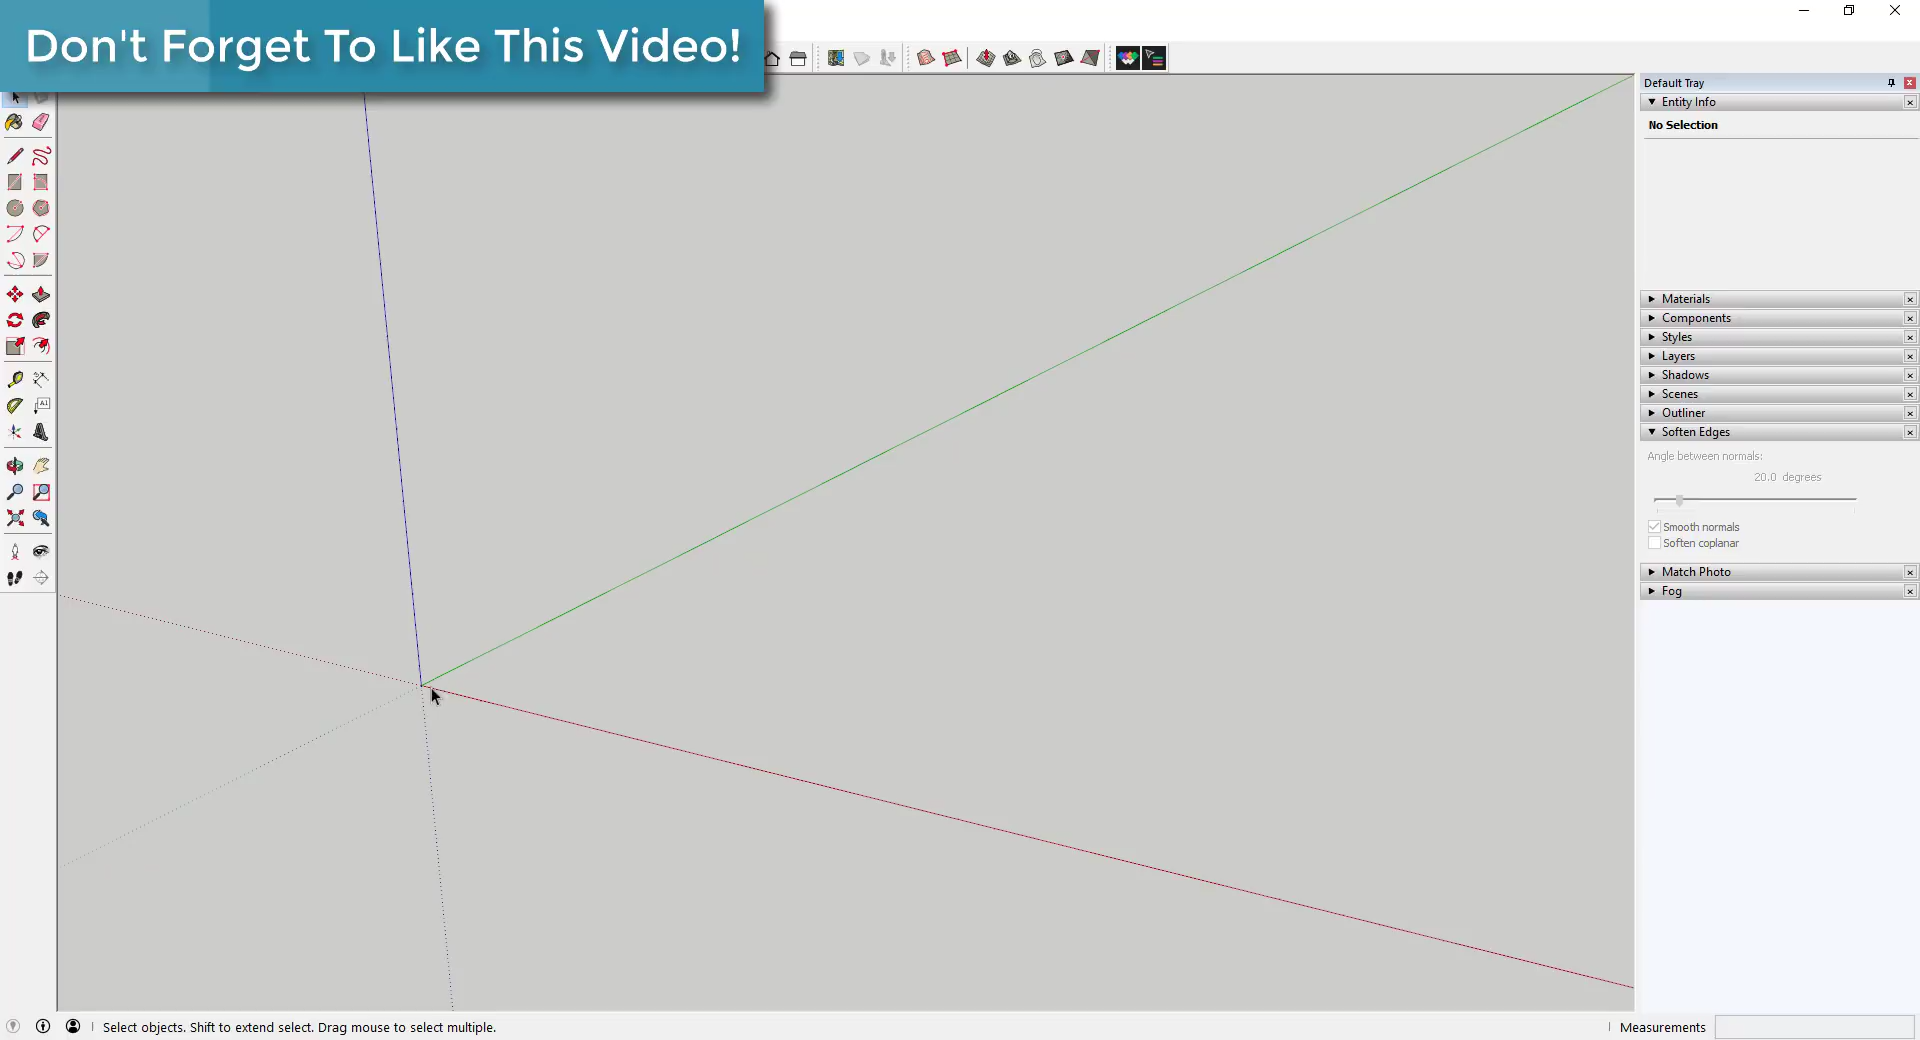 Don't Forget To Like This Video!
Default Tray
Entity Info
No Selection
Materials
Components
Styles
Layers
Shadows
Scenes
Outliner
Soften Edges
Angle between normals:
20.0 degrees
Smooth normals
Soften coplanar
Match Photo
Fog
A1
Select objects. Shift to extend select. Drag mouse to select multiple.
Measurements